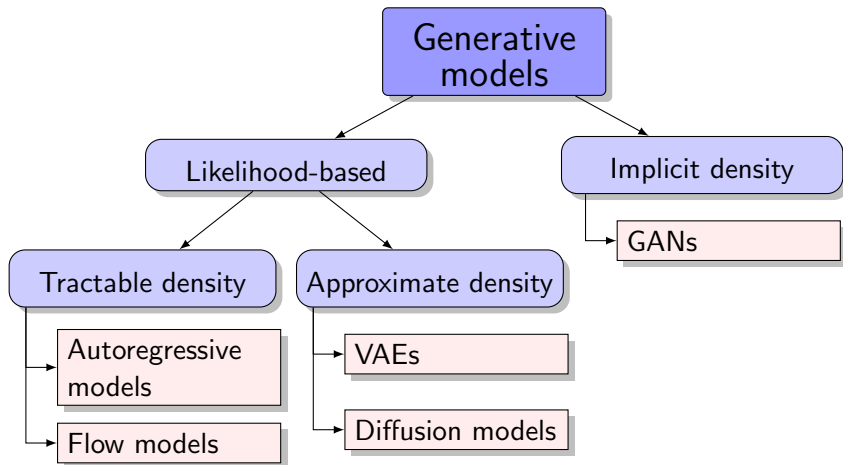 Generative
models
Likelihood-based
Implicit density
GANs
Tractable density
Approximate density
Autoregressive
models
VAEs
Flow models
Diffusion models